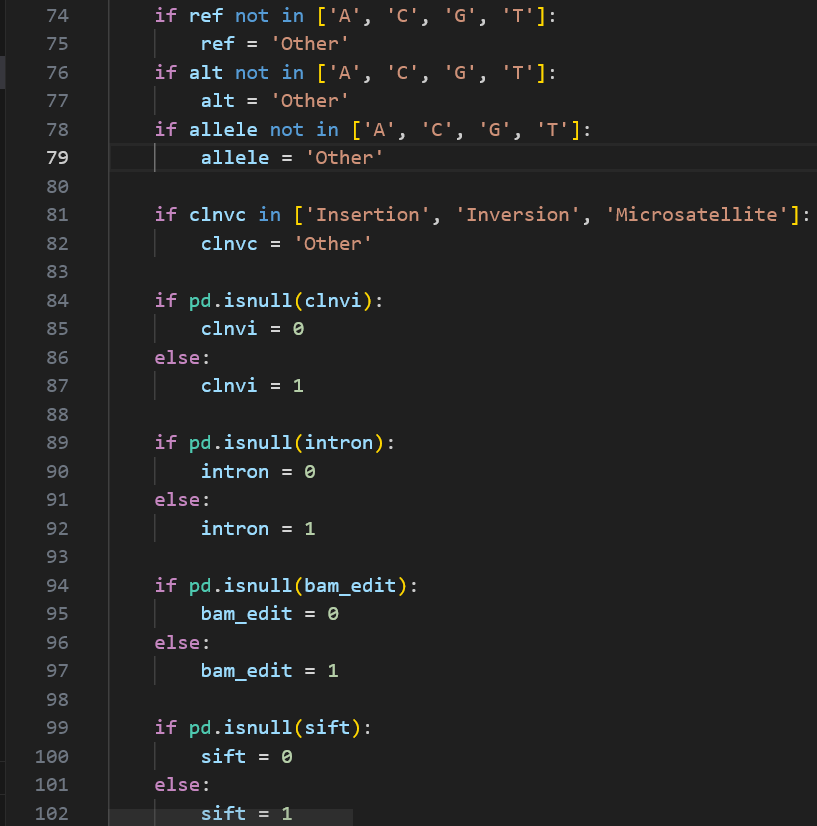 74 if ref not in ['A', 'C', 'G', 'T']:
75 ref = 'Other'
76 if alt not in ['A', 'C', 'G', 'T']:
77 alt = 'Other'
78 if allele not in ['A', 'C', 'G', 'T']:
79 allele = 'Other'
80
81 if clnvc in ['Insertion', 'Inversion', 'Microsatellite']:
82 clnvc = 'Other'
83
84 if pd.isnull(clnvi):
85 clnvi = 0
86 else:
87 clnvi = 1
88
89 if pd.isnull(intron):
90 intron = 0
91 else:
92 intron = 1
93
94 if pd.isnull(bam_edit):
95 bam_edit = 0
96 else:
97 bam_edit = 1
98
99 if pd.isnull(sift):
100 sift = 0
101 else:
102 sift = 1